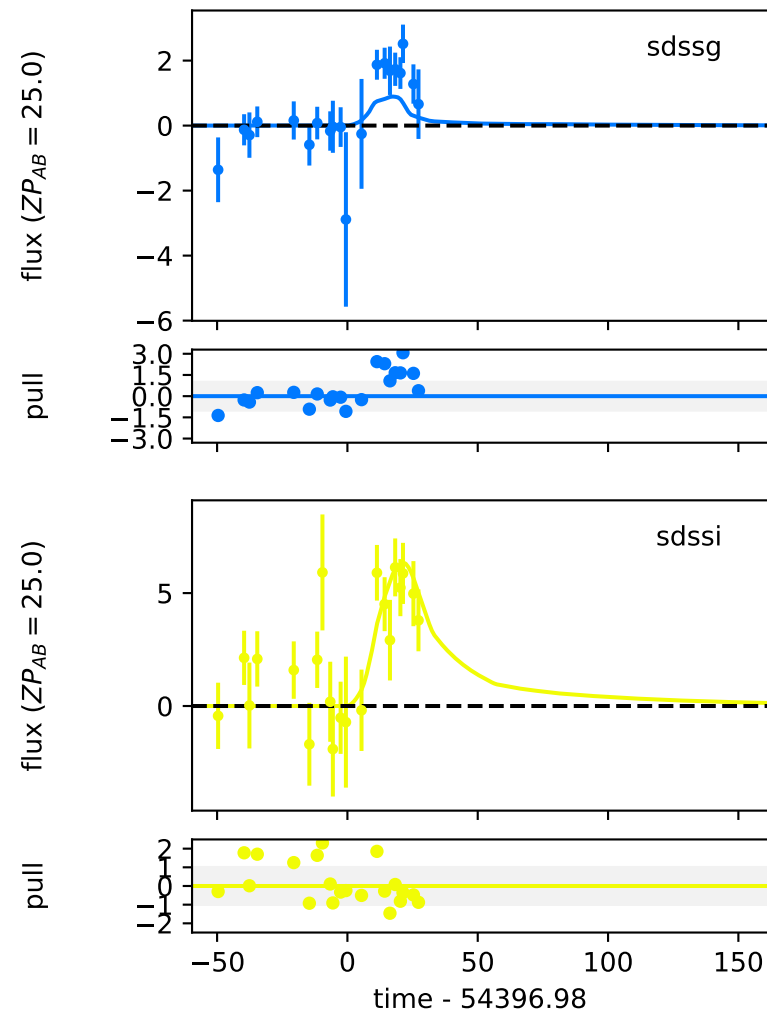 flux (ZP_AB = 25.0)
2
0
−2
−4
−6
sdssg
pull
3.0
1.5
0.0
−1.5
−3.0
flux (ZP_AB = 25.0)
5
0
sdssi
pull
2
1
0
−1
−2
−50 0 50 100 150
time - 54396.98